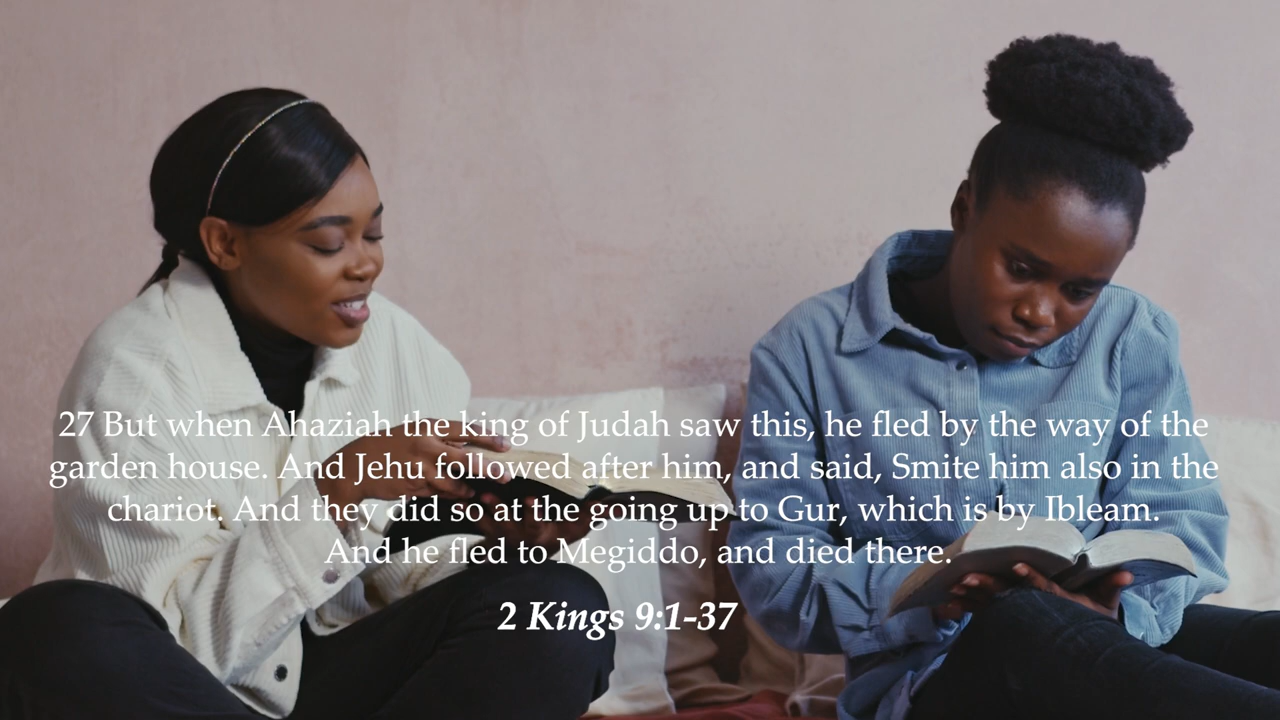 27 But when Ahaziah the king of Judah saw this, he fled by the way of the
garden house. And Jehu followed after him, and said, Smite him also in the
chariot. And they did so at the going up to Gur, which is by Ibleam.
And he fled to Megiddo, and died there.
2 Kings 9:1-37